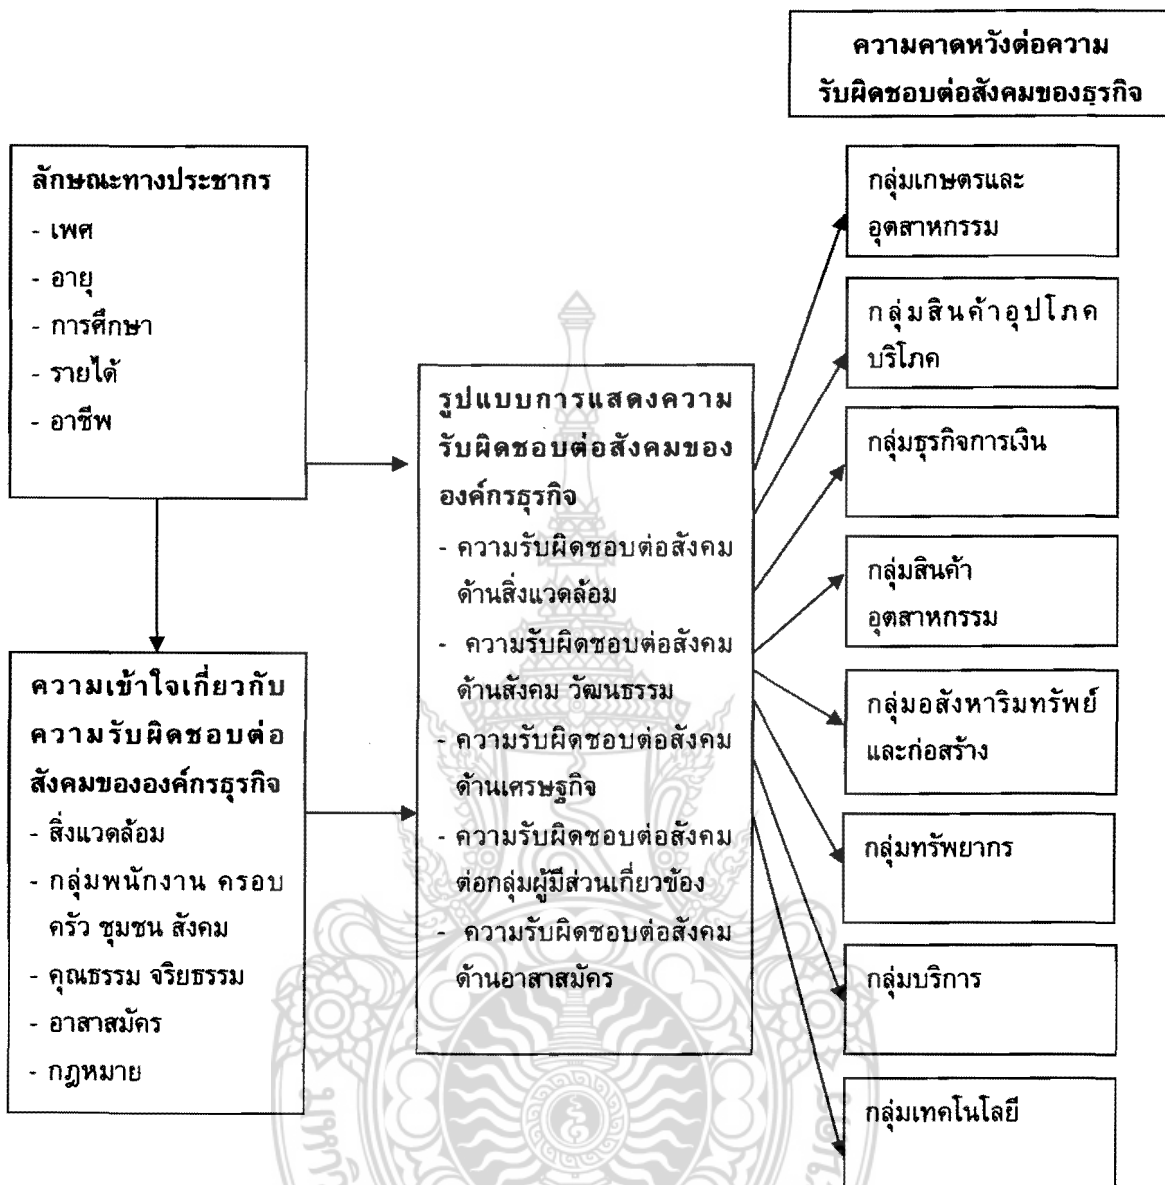 ความคาดหวังต่อความ
รับผิดชอบต่อสังคมของธุรกิจ
ลักษณะทางประชากร
- เพศ
- อายุ
- การศึกษา
- รายได้
- อาชีพ
ความเข้าใจเกี่ยวกับ
ความรับผิดชอบต่อ
สังคมขององค์กรธุรกิจ
- สิ่งแวดล้อม
- กลุ่มพนักงาน ครอบ
ครัว ชุมชน สังคม
- คุณธรรม จริยธรรม
- อาสาสมัคร
- กฎหมาย
รูปแบบการแสดงความ
รับผิดชอบต่อสังคมของ
องค์กรธุรกิจ
- ความรับผิดชอบต่อสังคม
ด้านสิ่งแวดล้อม
- ความรับผิดชอบต่อสังคม
ด้านสังคม วัฒนธรรม
- ความรับผิดชอบต่อสังคม
ด้านเศรษฐกิจ
- ความรับผิดชอบต่อสังคม
ต่อกลุ่มผู้มีส่วนเกี่ยวข้อง
- ความรับผิดชอบต่อสังคม
ด้านอาสาสมัคร
กลุ่มเกษตรและ
อุตสาหกรรม
กลุ่มสินค้าอุปโภค
บริโภค
กลุ่มธุรกิจการเงิน
กลุ่มสินค้า
อุตสาหกรรม
กลุ่มอสังหาริมทรัพย์
และก่อสร้าง
กลุ่มทรัพยากร
กลุ่มบริการ
กลุ่มเทคโนโลยี